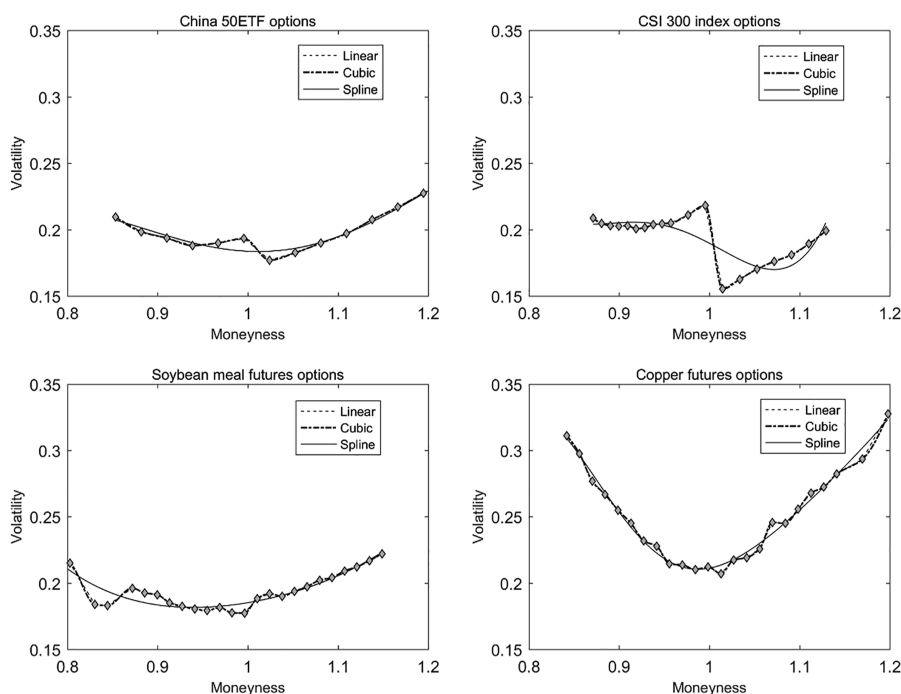 China 50ETF options
0.35
0.3
0.25
0.2
0.15
Volatility
Linear
Cubic
Spline
0.8 0.9 1 1.1 1.2
Moneyness
CSI 300 index options
0.35
0.3
0.25
0.2
0.15
Volatility
Linear
Cubic
Spline
0.8 0.9 1 1.1 1.2
Moneyness
Soybean meal futures options
0.35
0.3
0.25
0.2
0.15
Volatility
Linear
Cubic
Spline
0.8 0.9 1 1.1 1.2
Moneyness
Copper futures options
0.35
0.3
0.25
0.2
0.15
Volatility
Linear
Cubic
Spline
0.8 0.9 1 1.1 1.2
Moneyness